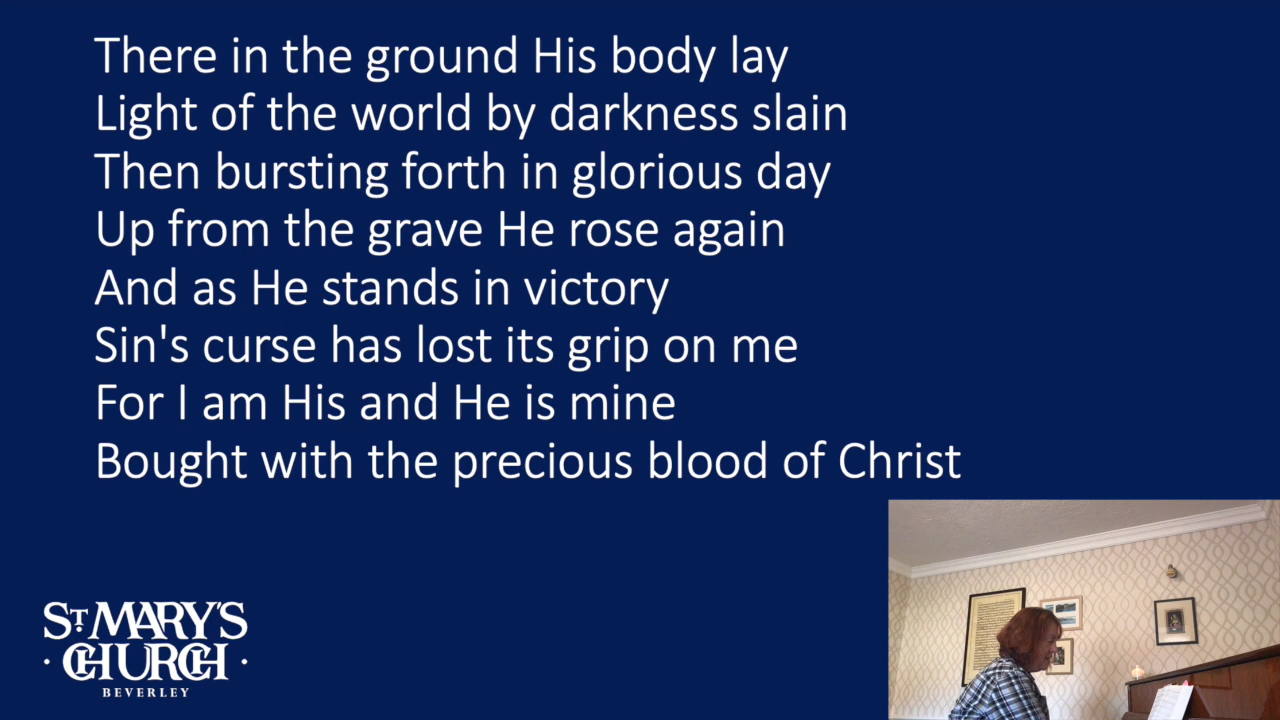 There in the ground His body lay
Light of the world by darkness slain
Then bursting forth in glorious day
Up from the grave He rose again
And as He stands in victory
Sin's curse has lost its grip on me
For I am His and He is mine
Bought with the precious blood of Christ
ST MARY'S
· CHURCH ·
BEVERLEY